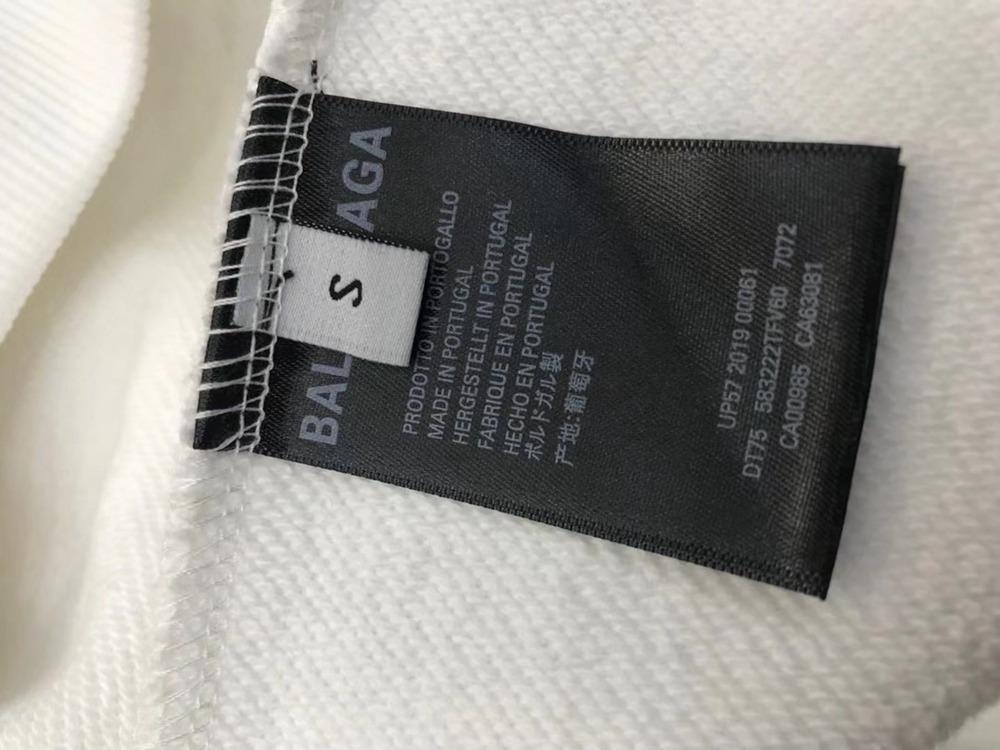 BAL AGA
S
PRODOTTO IN PORTOGALLO
MADE IN PORTUGAL
HERGESTELLT IN PORTUGAL
FABRIQUE EN PORTUGAL
HECHO EN PORTUGAL
ポルドガル製
产地:葡萄牙
UP57 2019 00061
DT75 583222TFV60 7072
CA00985 CA63081